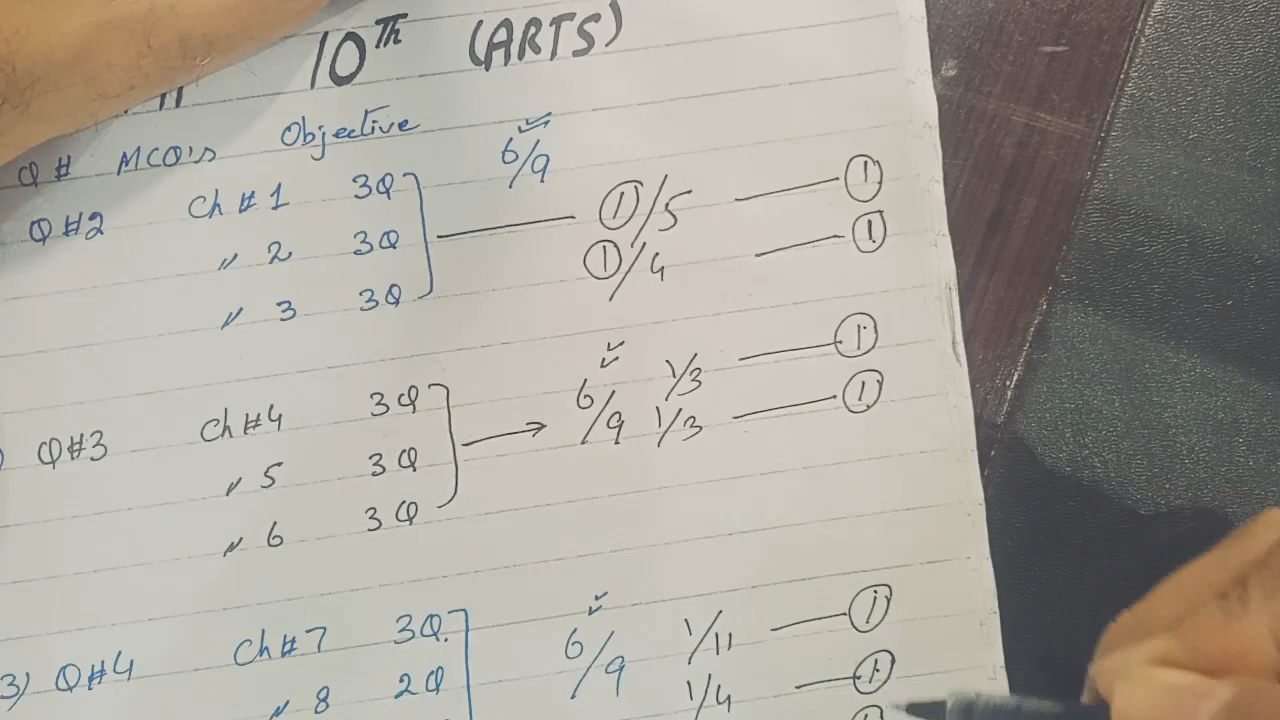 10Th (ARTS)
Q # MCQ's Objective
6/9
Q #2 Ch # 1 3Q ①/5 ①
〃 2 3Q ①/4 ①
〃 3 3Q
Q#3 Ch #4 3Q 6/9 1/3 ①
〃 5 3Q 1/3 ①
〃 6 3Q
3) Q#4 Ch #7 3Q. 6/9 1/11 ①
〃 8 2Q 1/4 ①